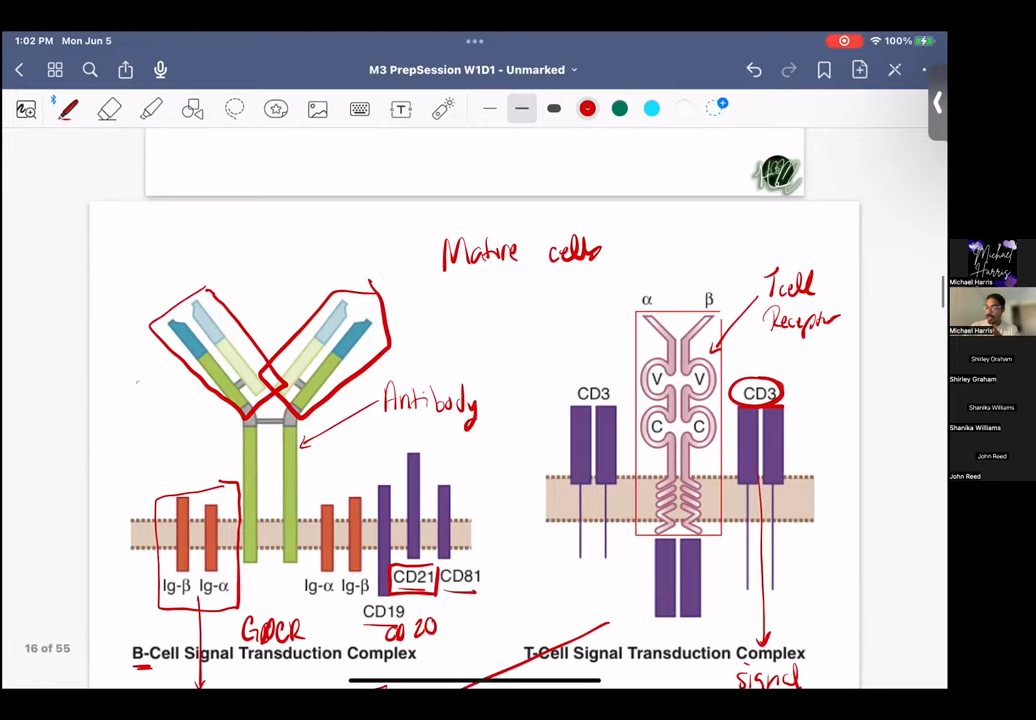 1:02 PM Mon Jun 5
100%
M3 PrepSession W1D1 - Unmarked
Mature cells
T cell
Receptor
α β
CD3
V V
CD3
C C
Antibody
Ig-β Ig-α
Ig-α Ig-β
CD21 CD81
CD19
CD 20
B-Cell Signal Transduction Complex
T-Cell Signal Transduction Complex
signal
16 of 55
Michael
Harris
Michael Harris
Michael Harris
Shirley Graham
Shirley Graham
Shanika Williams
Shanika Williams
John Reed
John Reed